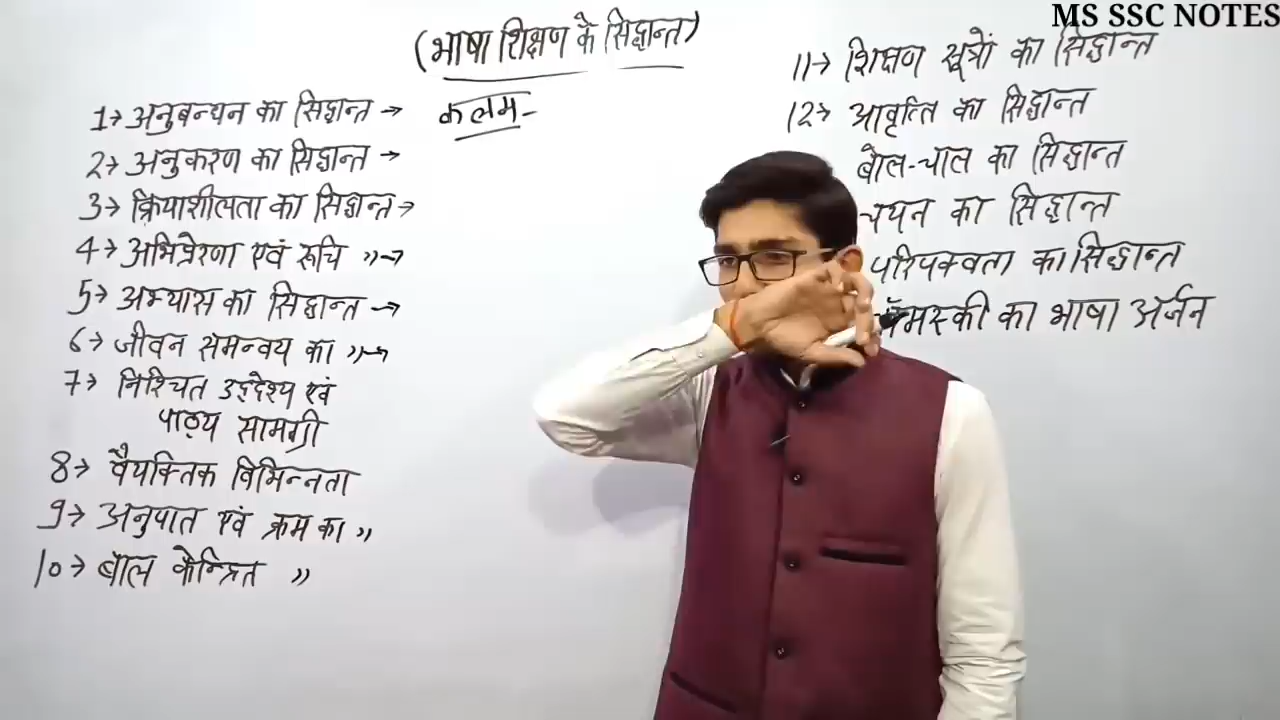 MS SSC NOTES
(भाषा शिक्षण के सिद्धान्त)
1→ अनुबन्धन का सिद्धान्त → कलम-
2→ अनुकरण का सिद्धान्त →
3→ क्रियाशीलता का सिद्धान्त →
4→ अभिप्रेरणा एवं रूचि ,, →
5→ अभ्यास का सिद्धान्त →
6→ जीवन समन्वय का ,, →
7→ निश्चित उद्देश्य एवं
पाठ्य सामग्री
8→ वैयक्तिक विभिन्नता
9→ अनुपात एवं क्रम का ,,
10→ बाल केन्द्रित ,,
11→ शिक्षण सूत्रों का सिद्धान्त
12→ आवृत्ति का सिद्धान्त
बोल-चाल का सिद्धान्त
चयन का सिद्धान्त
परिपक्वता का सिद्धान्त
का भाषा अर्जन